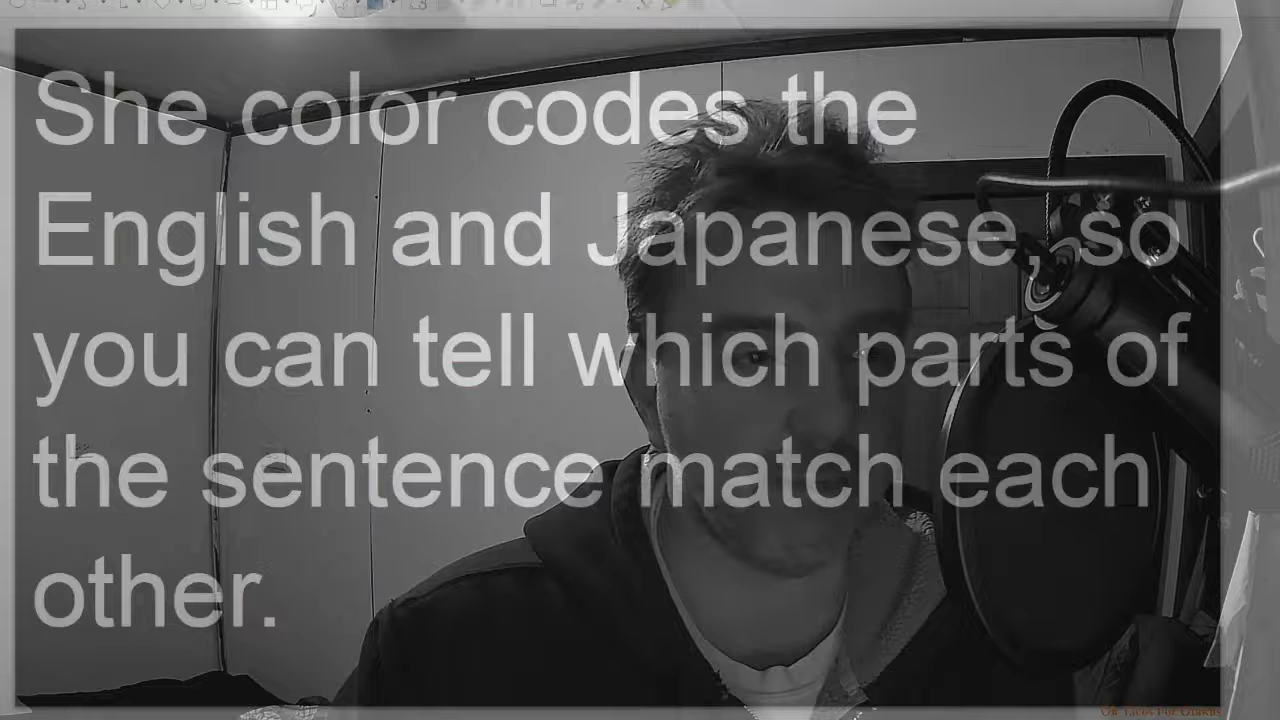 She color codes the
English and Japanese, so
you can tell which parts of
the sentence match each
other.